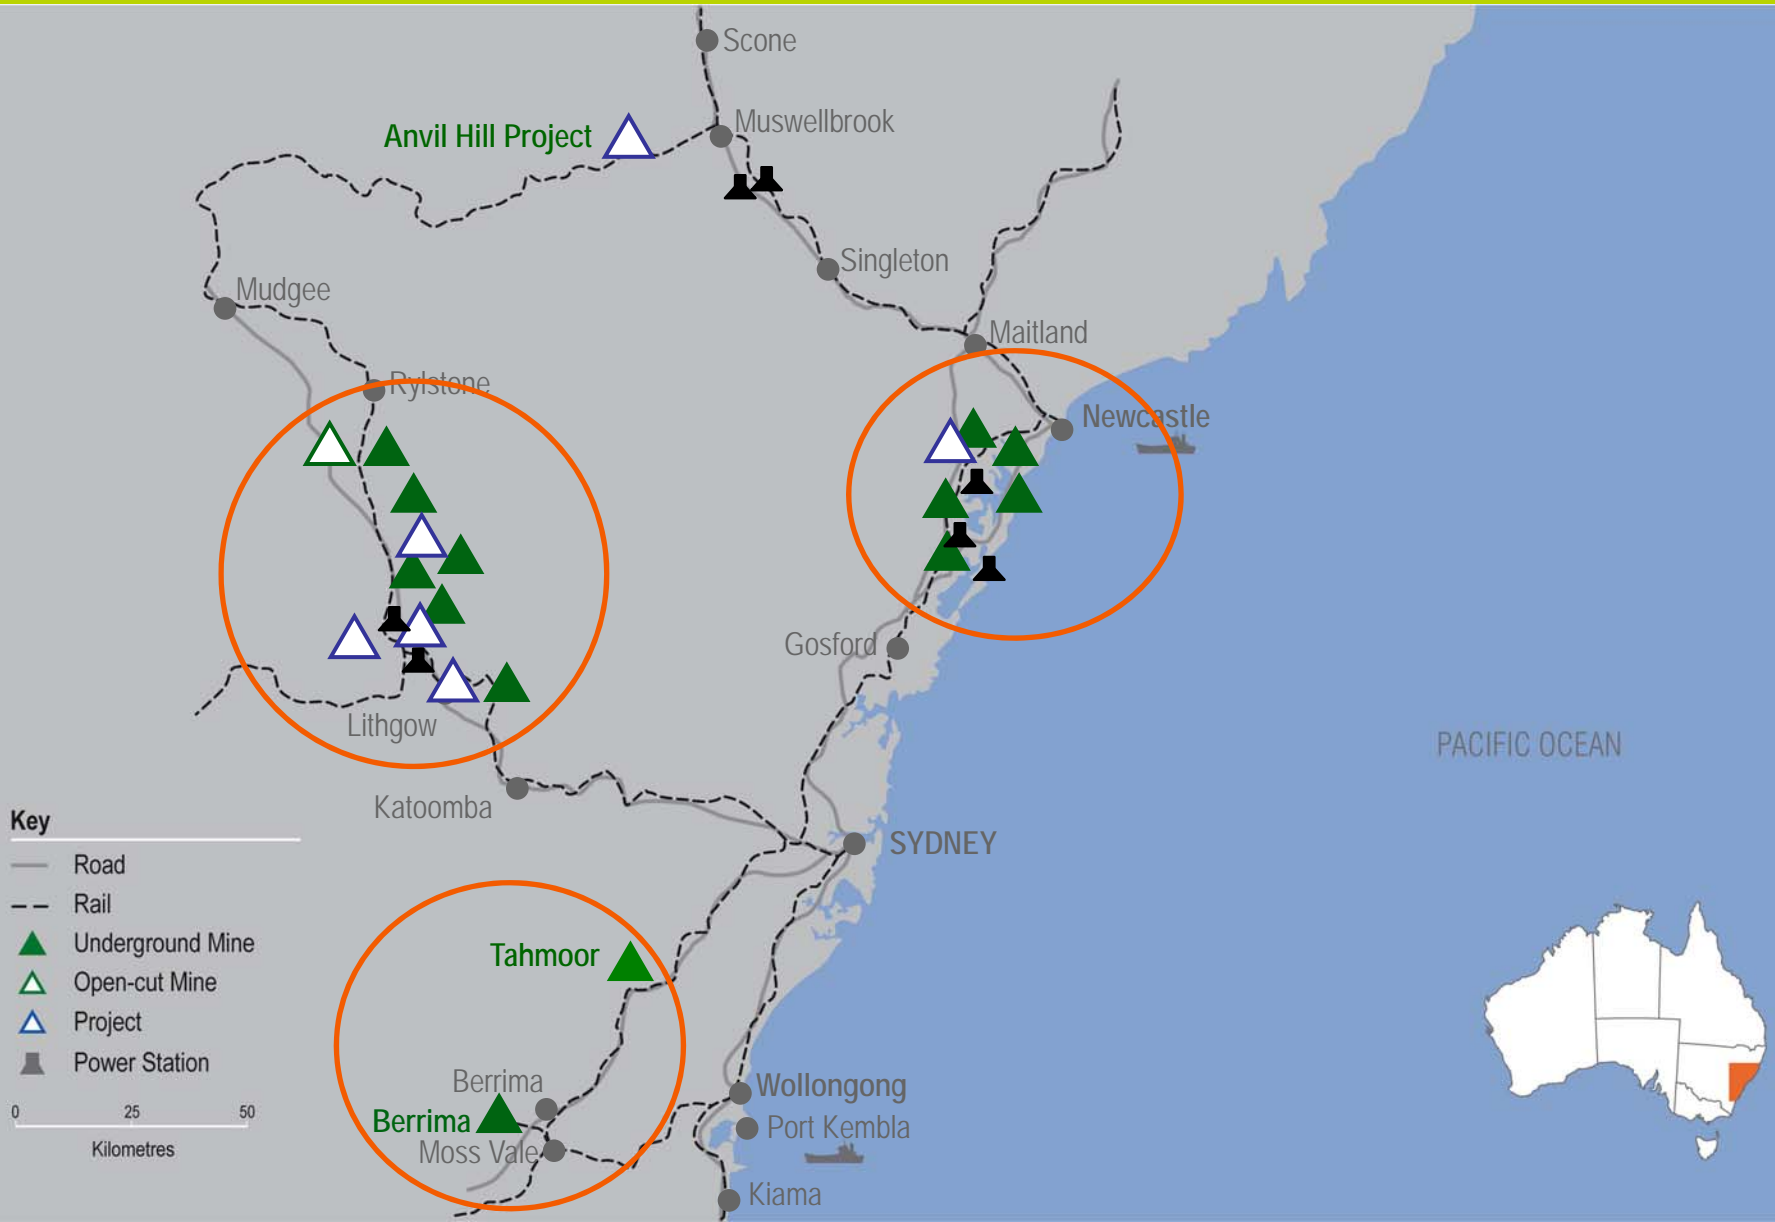 Scone
Anvil Hill Project
Muswellbrook
Singleton
Mudgee
Maitland
Rylstone
Newcastle
Gosford
Lithgow
PACIFIC OCEAN
Katoomba
SYDNEY
Key
Road
Rail
Underground Mine
Open-cut Mine
Project
Power Station
0 25 50
Kilometres
Tahmoor
Berrima
Berrima
Moss Vale
Wollongong
Port Kembla
Kiama